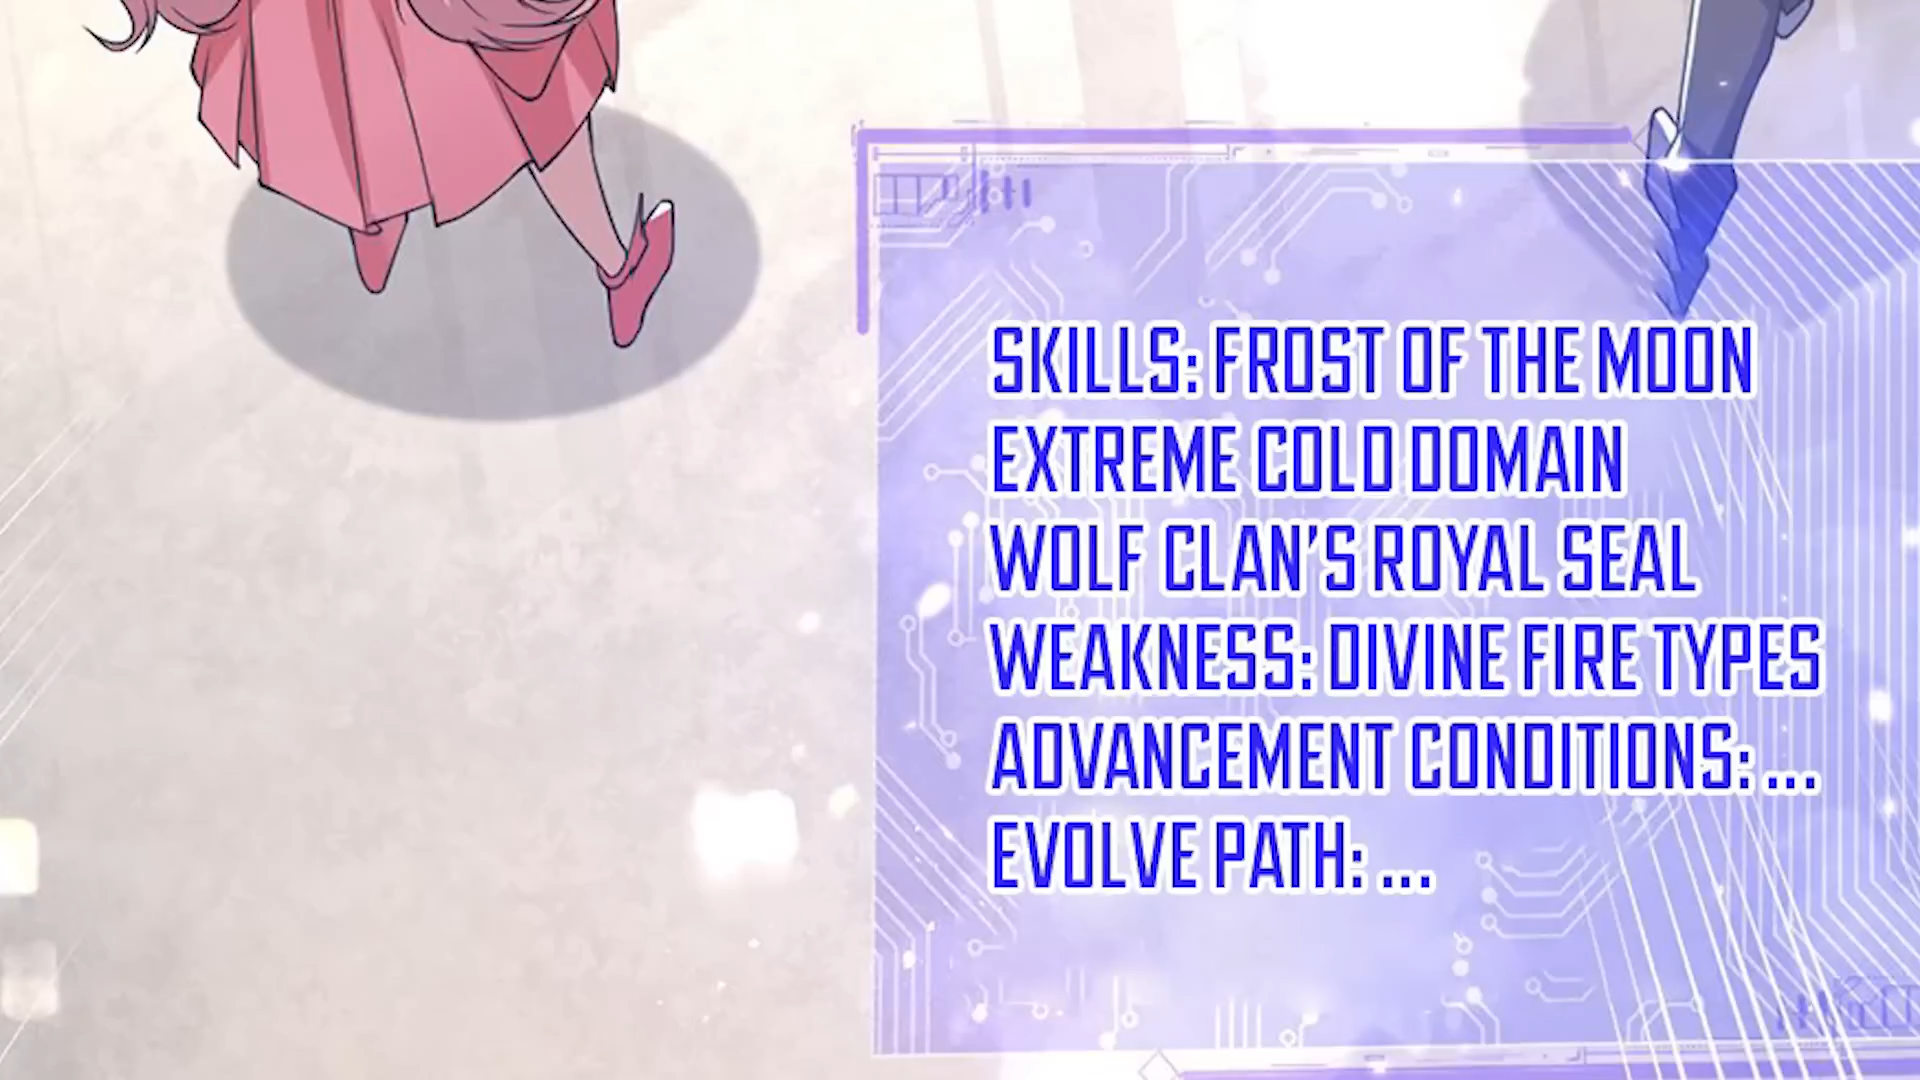 SKILLS: FROST OF THE MOON
EXTREME COLD DOMAIN
WOLF CLAN'S ROYAL SEAL
WEAKNESS: DIVINE FIRE TYPES
ADVANCEMENT CONDITIONS: ...
EVOLVE PATH: ...